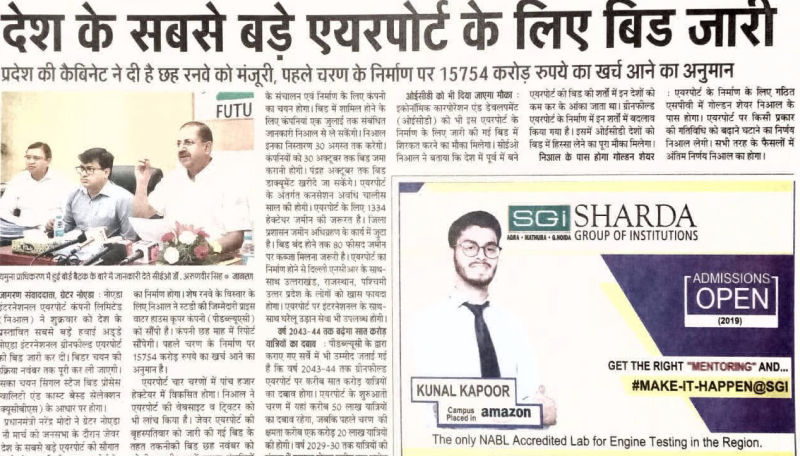 देश के सबसे बड़े एयरपोर्ट के लिए बिड जारी
प्रदेश की कैबिनेट ने दी है छह रनवे को मंजूरी, पहले चरण के निर्माण पर 15754 करोड़ रुपये का खर्च आने का अनुमान
FUTU
यमुना प्राधिकरण में हुई बोर्ड बैठक के बारे में जानकारी देते सीईओ डॉ. अरुणवीर सिंह ● जागरण
जागरण संवाददाता, ग्रेटर नोएडा : नोएडा
इंटरनेशनल एयरपोर्ट कंपनी लिमिटेड
(निआल) ने शुक्रवार को देश के
प्रस्तावित सबसे बड़े हवाई अड्डे
नोएडा इंटरनेशनल ग्रीनफील्ड एयरपोर्ट
की बिड जारी कर दी। बिडर चयन की
प्रक्रिया नवंबर तक पूरी कर ली जाएगी।
इसका चयन सिंगल स्टेज बिड प्रोसेस
क्वालिटी एंड कास्ट बेस्ड सेलेक्शन
(क्यूसीबीएस) के आधार पर होगा।
प्रधानमंत्री नरेंद्र मोदी ने ग्रेटर नोएडा
नौ मार्च को जनसभा के दौरान जेवर
देश के सबसे बड़े एयरपोर्ट की सौगात
का निर्माण होगा। शेष रनवे के विस्तार के
लिए निआल ने स्टडी की जिम्मेदारी प्राइस
वाटर हाउस कूपर कंपनी (पीडब्ल्यूसी)
को सौंपी है। कंपनी छह माह में रिपोर्ट
सौंपेगी। पहले चरण के निर्माण पर
15754 करोड़ रुपये का खर्च आने का
अनुमान है।
एयरपोर्ट चार चरणों में पांच हजार
हेक्टेयर में विकसित होगा। निआल ने
एयरपोर्ट की वेबसाइट व ट्विटर को
भी लांच किया है। जेवर एयरपोर्ट की
बृहस्पतिवार को जारी की गई बिड के
तहत तकनीकी बिड छह नवंबर को
के संचालन एवं निर्माण के लिए कंपनी
का चयन होगा। बिड में शामिल होने के
लिए कंपनियां एक जुलाई तक संबंधित
जानकारी निआल से ले सकेंगी। निआल
इनका निस्तारण 30 अगस्त तक करेगी।
कंपनियों को 30 अक्टूबर तक बिड जमा
करानी होगी। पंद्रह अक्टूबर तक बिड
डाक्यूमेंट खरीदे जा सकेंगे। एयरपोर्ट
के अंतर्गत कनसेशन अवधि चालीस
साल की होगी। एयरपोर्ट के लिए 1334
हेक्टेयर जमीन की जरूरत है। जिला
प्रशासन जमीन अधिग्रहण के कार्य में जुटा
है। बिड बंद होने तक 80 फीसद जमीन
पर कब्जा मिलना जरूरी है। एयरपोर्ट का
निर्माण होने से दिल्ली एनसीआर के साथ-
साथ उत्तराखंड, राजस्थान, पश्चिमी
उत्तर प्रदेश के लोगों को खासा फायदा
होगा। एयरपोर्ट पर इंटरनेशनल के साथ-
साथ घरेलू उड़ान सेवा भी उपलब्ध होगी।
वर्ष 2043-44 तक बढ़ेगा सात करोड़
यात्रियों का दबाव : पीडब्ल्यूसी के द्वारा
कराए गए सर्वे में भी उम्मीद जताई गई
है कि वर्ष 2043-44 तक ग्रीनफील्ड
एयरपोर्ट पर करीब सात करोड़ यात्रियों
का दबाव होगा। एयरपोर्ट के शुरुआती
चरण में यहां करीब 50 लाख यात्रियों
का दबाव रहेगा, जबकि पहले चरण की
क्षमता करीब एक करोड़ 20 लाख यात्रियों
की होगी। वर्ष 2029-30 तक यात्रियों की
ओईसीडी को भी दिया जाएगा मौका :
इकोनॉमिक कारपोरेशन एंड डेवलपमेंट
(ओईसीडी) को भी इस एयरपोर्ट के
निर्माण के लिए जारी की गई बिड में
शिरकत करने का मौका मिलेगा। सीईओ
निआल ने बताया कि देश में पूर्व में बने
एयरपोर्ट की बिड की शर्तों में इन देशों को
कम कर के आंका जाता था। ग्रीनफील्ड
एयरपोर्ट के निर्माण में इन शर्तों में बदलाव
किया गया है। इसमें ओईसीडी देशों को
बिड में हिस्सा लेने का पूरा मौका मिलेगा।
निआल के पास होगा गोल्डन शेयर
: एयरपोर्ट के निर्माण के लिए गठित
एसपीवी में गोल्डन शेयर निआल के
पास होगा। एयरपोर्ट पर किसी प्रकार
की गतिविधि को बढ़ाने घटाने का निर्णय
निआल लेगी। सभी तरह के फैसलों में
अंतिम निर्णय निआल का होगा।
SGI SHARDA
AGRA • MATHURA • G.NOIDA GROUP OF INSTITUTIONS
ADMISSIONS
OPEN
(2019)
GET THE RIGHT "MENTORING" AND...
#MAKE-IT-HAPPEN@SGI
KUNAL KAPOOR
Campus
Placed in amazon
The only NABL Accredited Lab for Engine Testing in the Region.